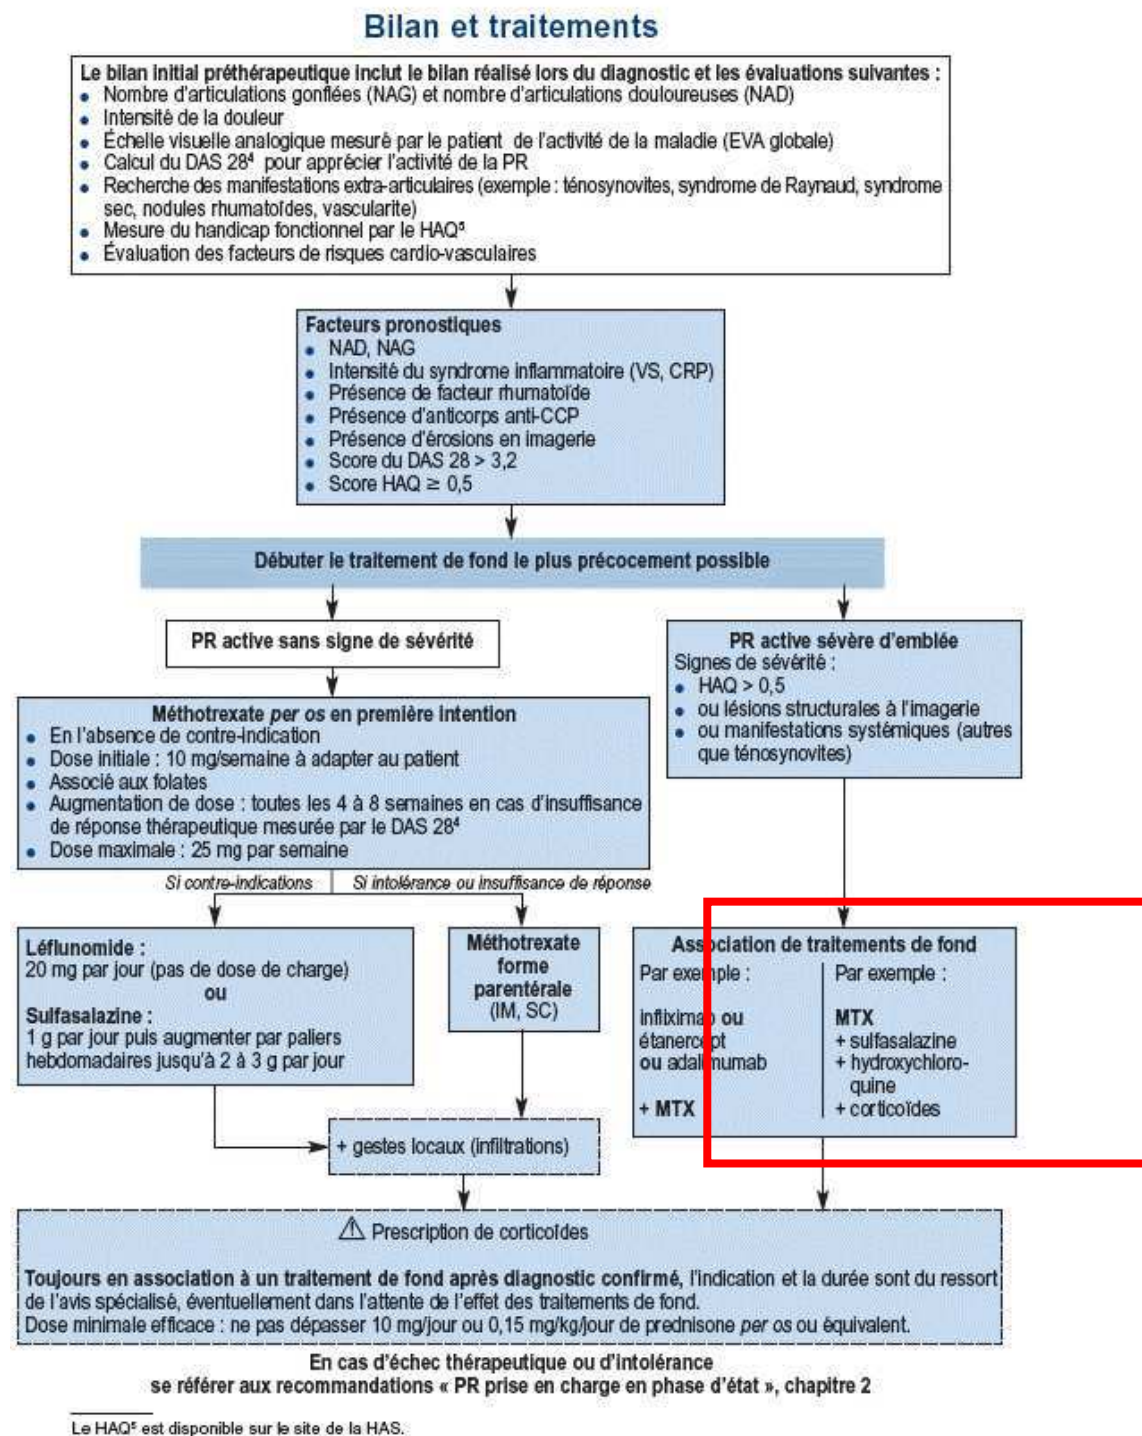 Bilan et traitements
Le bilan initial préthérapeutique inclut le bilan réalisé lors du diagnostic et les évaluations suivantes :
● Nombre d'articulations gonflées (NAG) et nombre d'articulations douloureuses (NAD)
● Intensité de la douleur
● Échelle visuelle analogique mesuré par le patient de l'activité de la maladie (EVA globale)
● Calcul du DAS 28⁴ pour apprécier l'activité de la PR
● Recherche des manifestations extra-articulaires (exemple : ténosynovites, syndrome de Raynaud, syndrome
sec, nodules rhumatoïdes, vascularite)
● Mesure du handicap fonctionnel par le HAQ⁵
● Évaluation des facteurs de risques cardio-vasculaires
Facteurs pronostiques
● NAD, NAG
● Intensité du syndrome inflammatoire (VS, CRP)
● Présence de facteur rhumatoïde
● Présence d'anticorps anti-CCP
● Présence d'érosions en imagerie
● Score du DAS 28 > 3,2
● Score HAQ ≥ 0,5
Débuter le traitement de fond le plus précocement possible
PR active sans signe de sévérité
Méthotrexate per os en première intention
● En l'absence de contre-indication
● Dose initiale : 10 mg/semaine à adapter au patient
● Associé aux folates
● Augmentation de dose : toutes les 4 à 8 semaines en cas d'insuffisance
de réponse thérapeutique mesurée par le DAS 28⁴
● Dose maximale : 25 mg par semaine
PR active sévère d'emblée
Signes de sévérité :
● HAQ > 0,5
● ou lésions structurales à l'imagerie
● ou manifestations systémiques (autres
que ténosynovites)
Si contre-indications
Si intolérance ou insuffisance de réponse
Léflunomide :
20 mg par jour (pas de dose de charge)
ou
Sulfasalazine :
1 g par jour puis augmenter par paliers
hebdomadaires jusqu'à 2 à 3 g par jour
Méthotrexate
forme
parentérale
(IM, SC)
Association de traitements de fond
Par exemple :
infliximab ou
étanercept
ou adalimumab
+ MTX
Par exemple :
MTX
+ sulfasalazine
+ hydroxychloro-
quine
+ corticoïdes
+ gestes locaux (infiltrations)
⚠ Prescription de corticoïdes
Toujours en association à un traitement de fond après diagnostic confirmé, l'indication et la durée sont du ressort
de l'avis spécialisé, éventuellement dans l'attente de l'effet des traitements de fond.
Dose minimale efficace : ne pas dépasser 10 mg/jour ou 0,15 mg/kg/jour de prednisone per os ou équivalent.
En cas d'échec thérapeutique ou d'intolérance
se référer aux recommandations « PR prise en charge en phase d'état », chapitre 2
Le HAQ⁵ est disponible sur le site de la HAS.